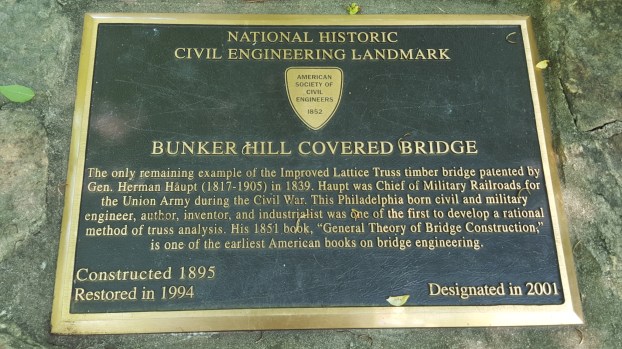 NATIONAL HISTORIC
CIVIL ENGINEERING LANDMARK
AMERICAN
SOCIETY OF
CIVIL
ENGINEERS
1852
BUNKER HILL COVERED BRIDGE
The only remaining example of the Improved Lattice Truss timber bridge patented by
Gen. Herman Haupt (1817-1905) in 1839. Haupt was Chief of Military Railroads for
the Union Army during the Civil War. This Philadelphia born civil and military
engineer, author, inventor, and industrialist was one of the first to develop a rational
method of truss analysis. His 1851 book, "General Theory of Bridge Construction,"
is one of the earliest American books on bridge engineering.
Constructed 1895
Restored in 1994
Designated in 2001